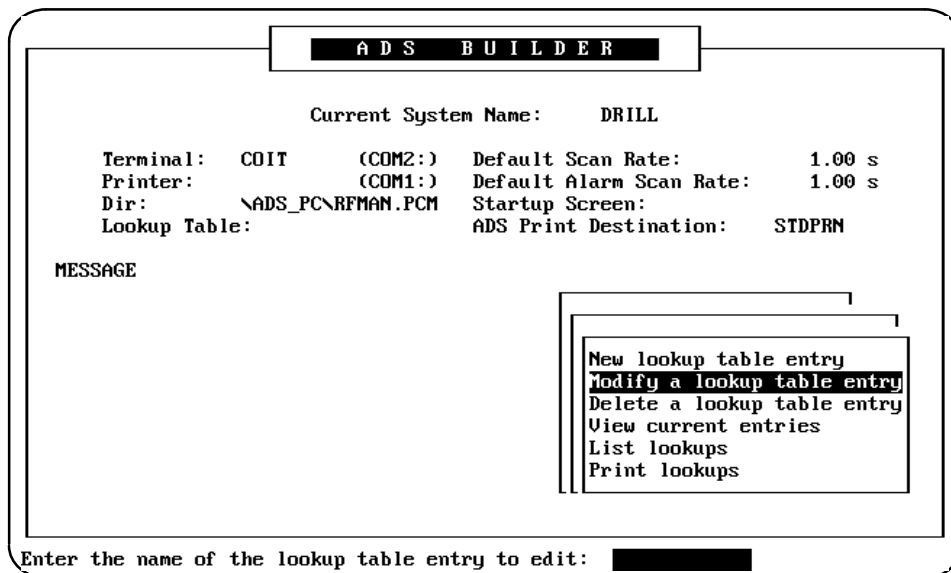 ADS BUILDER
Current System Name: DRILL
Terminal: COIT (COM2:) Default Scan Rate: 1.00 s
Printer: (COM1:) Default Alarm Scan Rate: 1.00 s
Dir: \ADS_PC\RFMAN.PCM Startup Screen:
Lookup Table: ADS Print Destination: STDPRN
MESSAGE
New lookup table entry
Modify a lookup table entry
Delete a lookup table entry
View current entries
List lookups
Print lookups
Enter the name of the lookup table entry to edit: